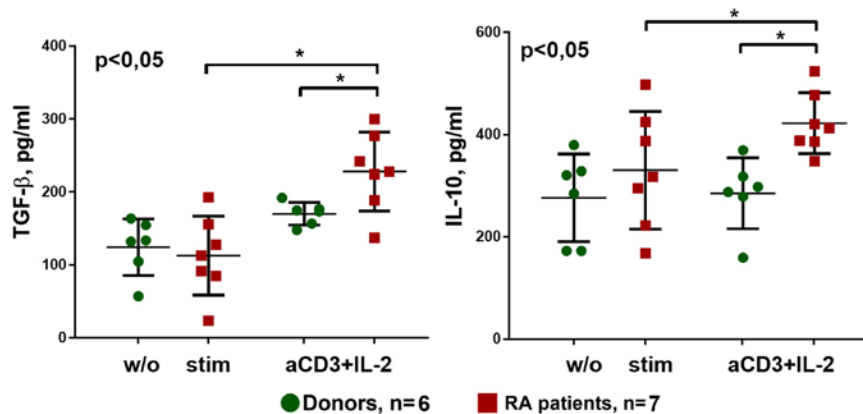 p<0,05
*
*
TGF-β, pg/ml
400
300
200
100
0
w/o stim aCD3+IL-2
p<0,05
*
*
IL-10, pg/ml
600
400
200
0
w/o stim aCD3+IL-2
Donors, n=6 RA patients, n=7